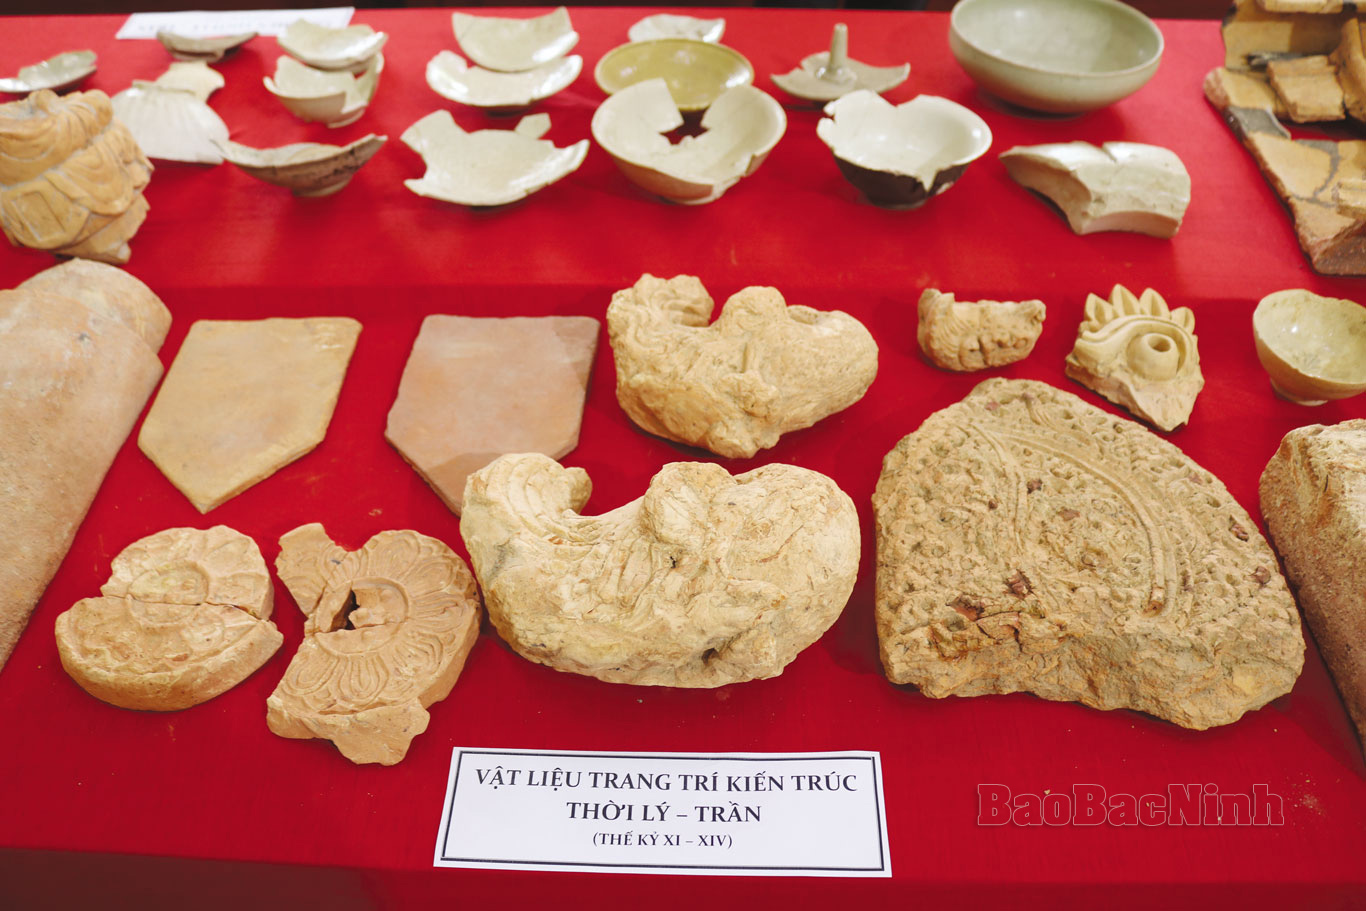 VẬT LIỆU TRANG TRÍ KIẾN TRÚC
THỜI LÝ – TRẦN
(THẾ KỶ XI – XIV)
BaoBacNinh